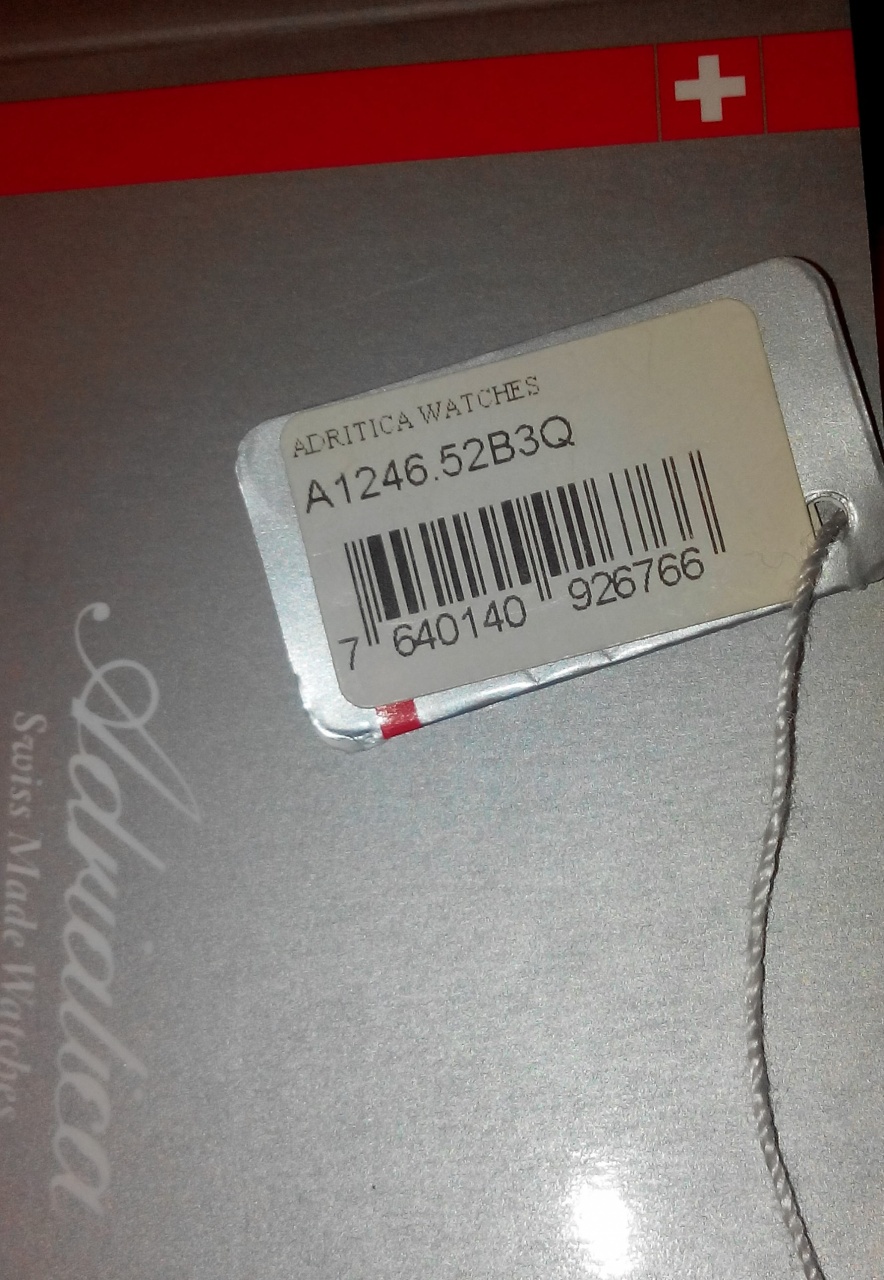 ADRITICA WATCHES
A1246.52B3Q
7 640140 926766
Adriatica
Swiss Made Watches